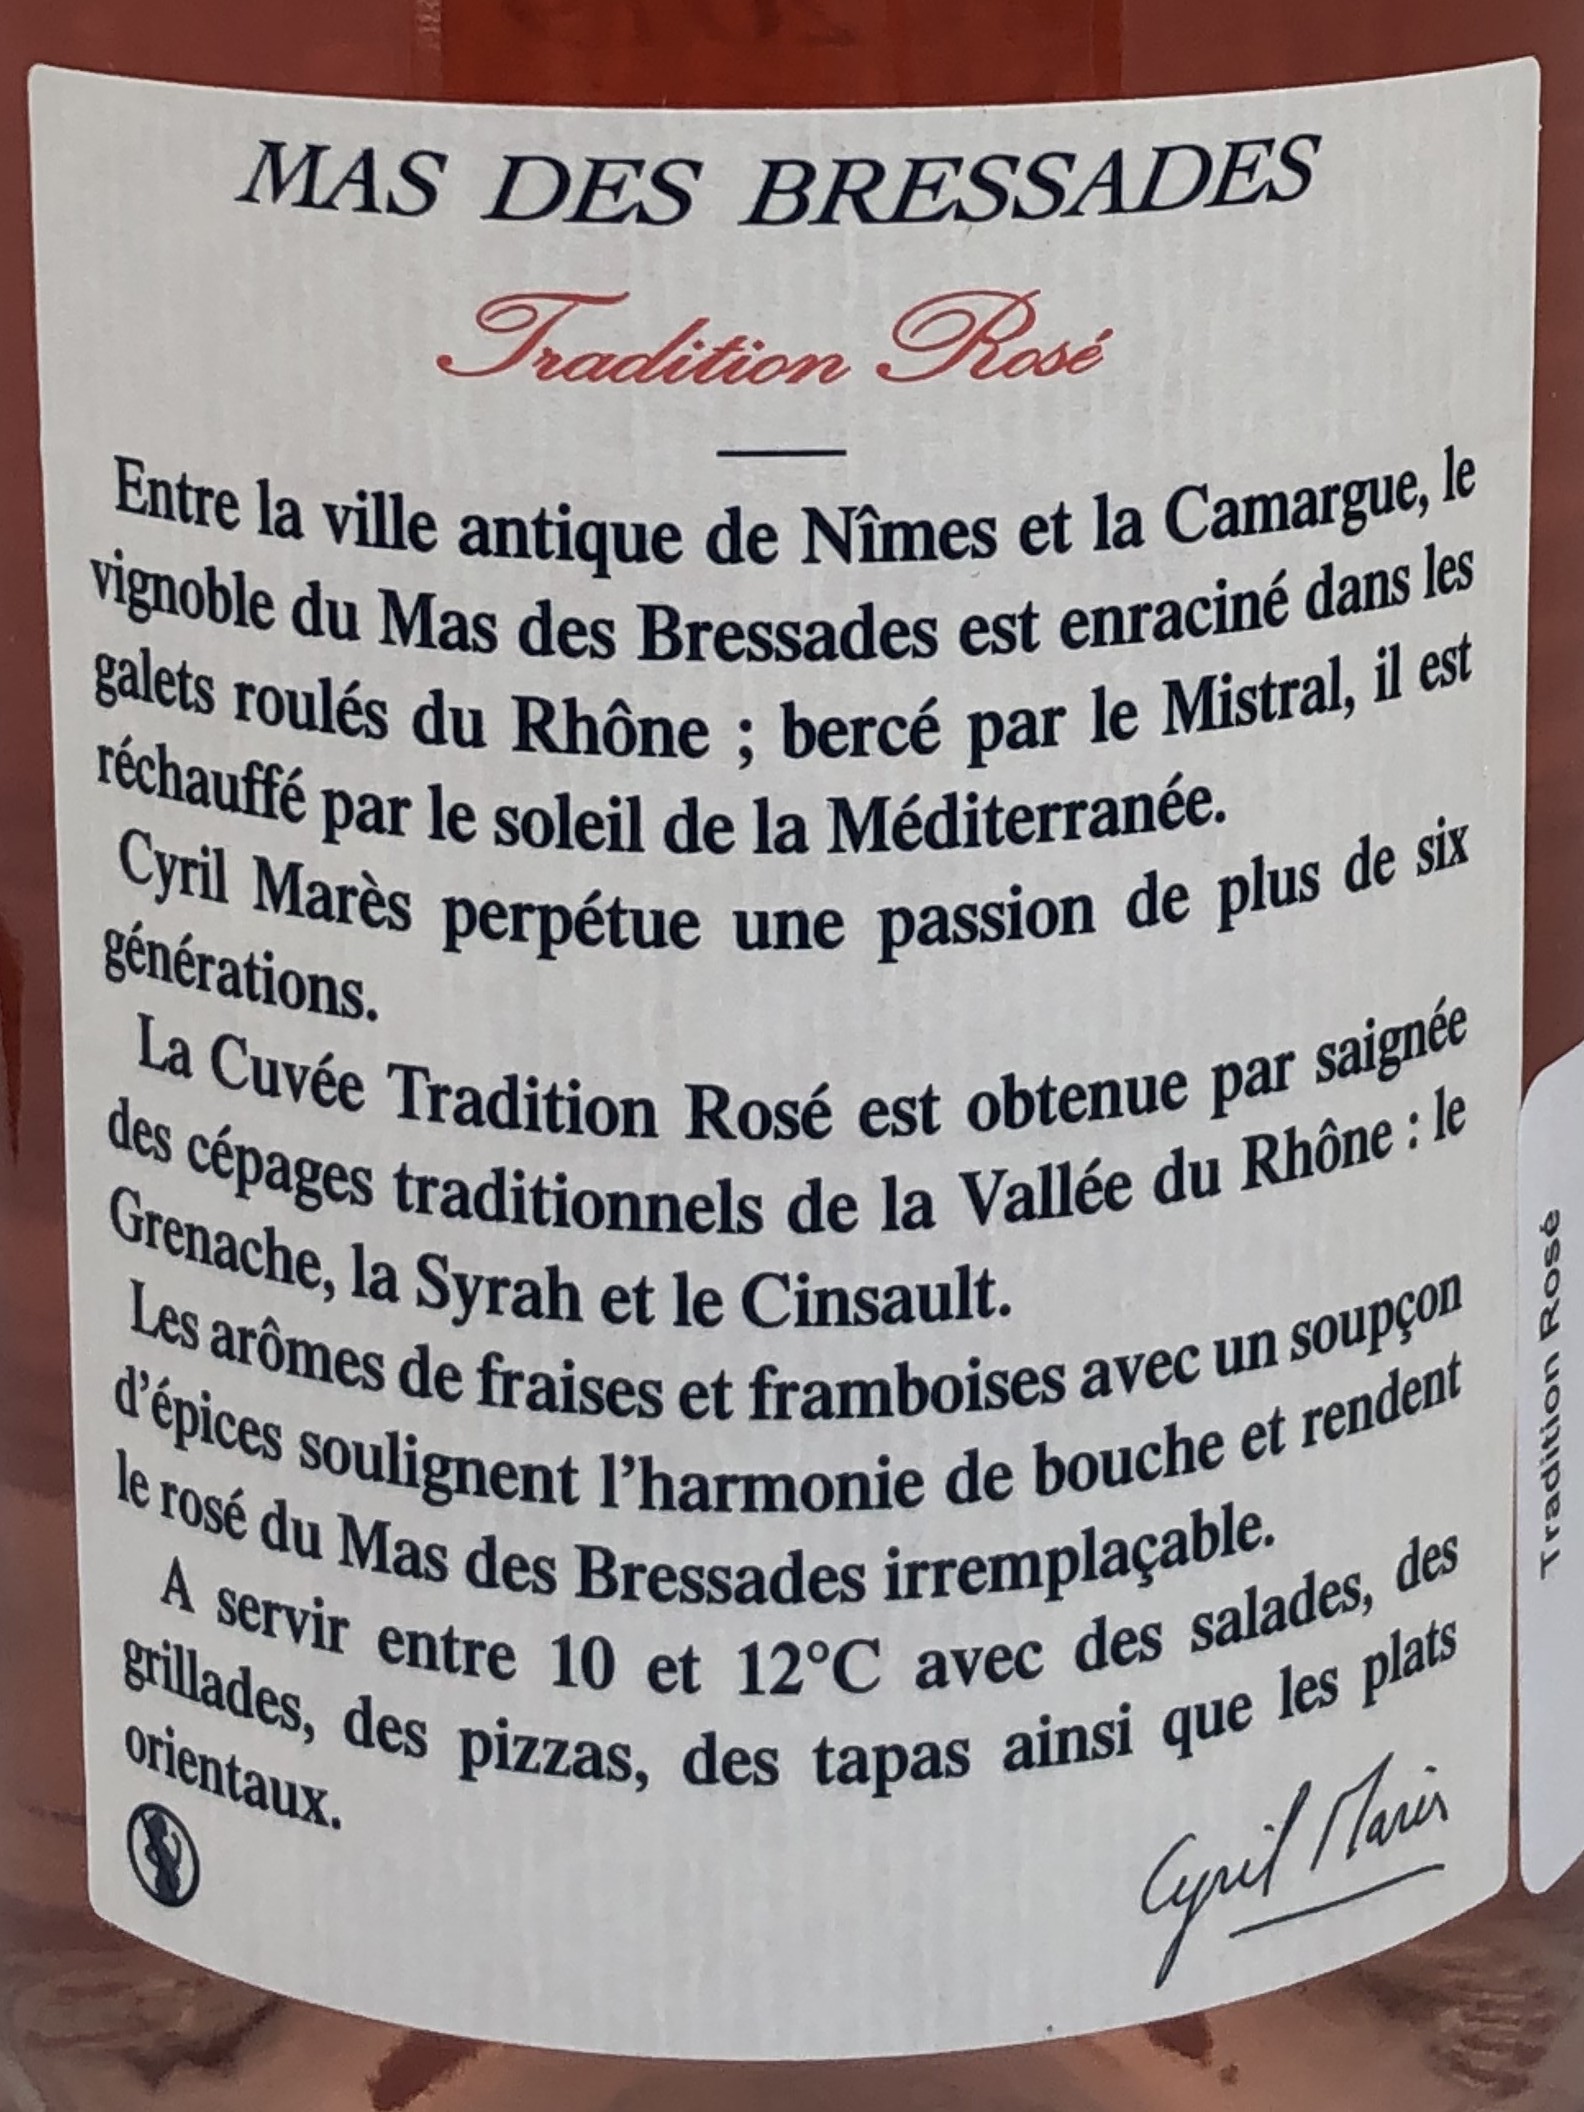 MAS DES BRESSADES
Tradition Rosé
Entre la ville antique de Nîmes et la Camargue, le
vignoble du Mas des Bressades est enraciné dans les
galets roulés du Rhône ; bercé par le Mistral, il est
réchauffé par le soleil de la Méditerranée.
Cyril Marès perpétue une passion de plus de six
générations.
La Cuvée Tradition Rosé est obtenue par saignée
des cépages traditionnels de la Vallée du Rhône : le
Grenache, la Syrah et le Cinsault.
Les arômes de fraises et framboises avec un soupçon
d'épices soulignent l'harmonie de bouche et rendent
le rosé du Mas des Bressades irremplaçable.
A servir entre 10 et 12°C avec des salades, des
grillades, des pizzas, des tapas ainsi que les plats
orientaux.
Cyril Marès
Tradition Rosé